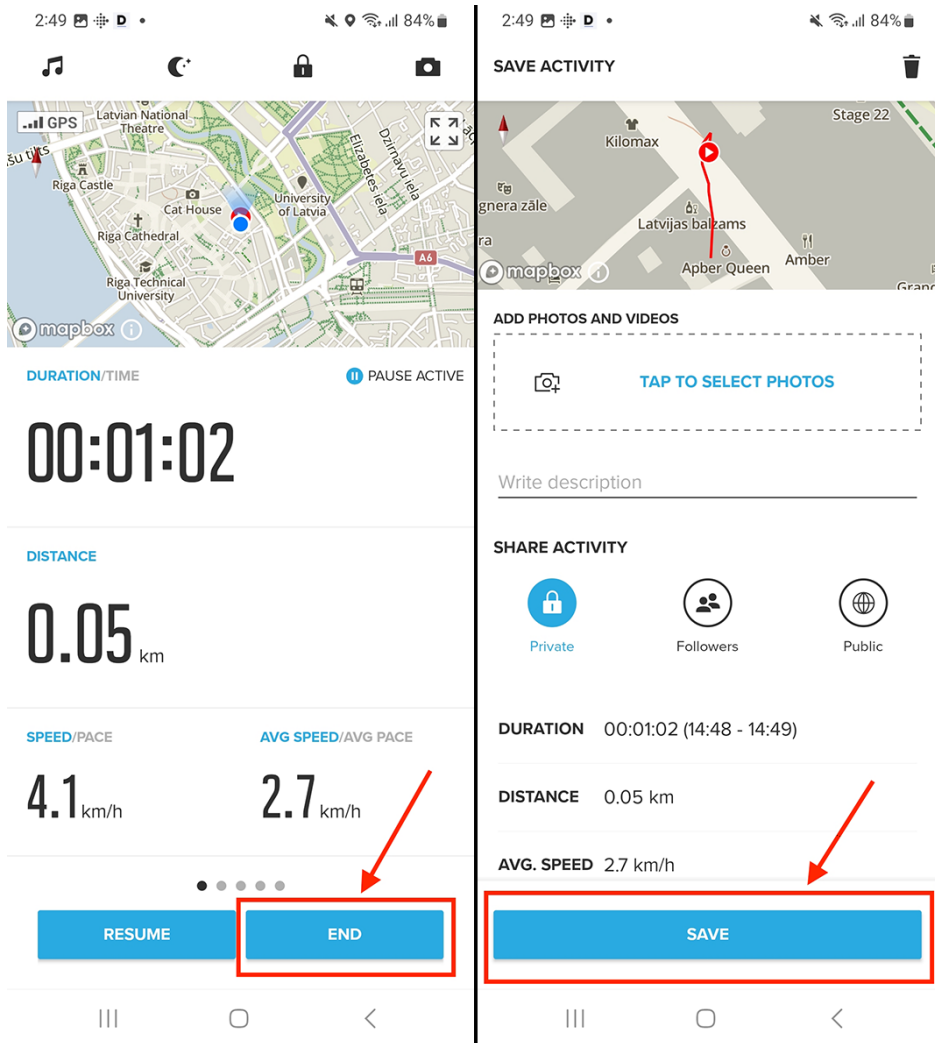 2:49 D 84%
GPS
Latvian National
Theatre
šu tilts
Riga Castle
Elizabetes iela
Dzirnavu iela
Cat House
University
of Latvia
Riga Cathedral
A6
Riga Technical
University
mapbox
DURATION/TIME
PAUSE ACTIVE
00:01:02
DISTANCE
0.05 km
SPEED/PACE
AVG SPEED/AVG PACE
4.1 km/h
2.7 km/h
RESUME
END
2:49 D 84%
SAVE ACTIVITY
Stage 22
Kilomax
gnera zāle
Latvijas balzams
ra
Amber
Apber Queen
mapbox
Grand
ADD PHOTOS AND VIDEOS
TAP TO SELECT PHOTOS
Write description
SHARE ACTIVITY
Private
Followers
Public
DURATION 00:01:02 (14:48 - 14:49)
DISTANCE 0.05 km
AVG. SPEED 2.7 km/h
SAVE